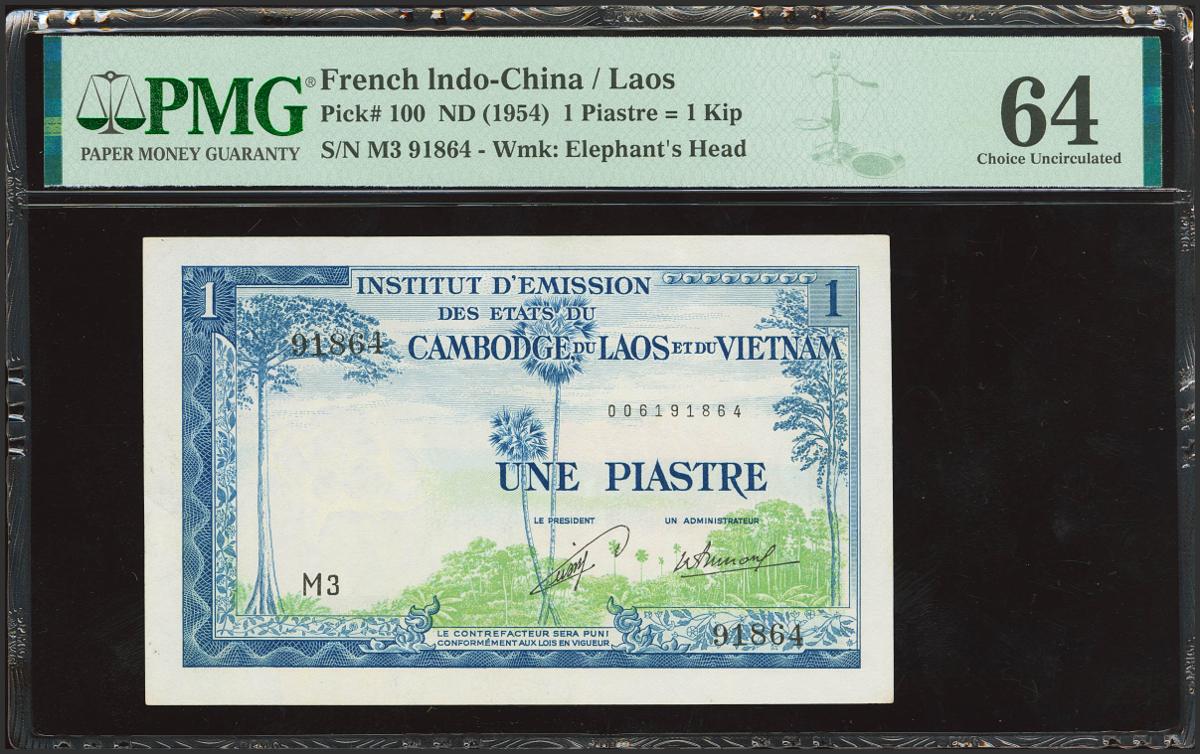 PMG®
PAPER MONEY GUARANTY
French Indo-China / Laos
Pick# 100 ND (1954) 1 Piastre = 1 Kip
S/N M3 91864 - Wmk: Elephant's Head
64
Choice Uncirculated
1
INSTITUT D'EMISSION
1
DES ETATS DU
91864
CAMBODGE DU LAOS ET DU VIETNAM
006191864
UNE PIASTRE
LE PRESIDENT
UN ADMINISTRATEUR
M3
91864
LE CONTREFACTEUR SERA PUNI
CONFORMÉMENT AUX LOIS EN VIGUEUR